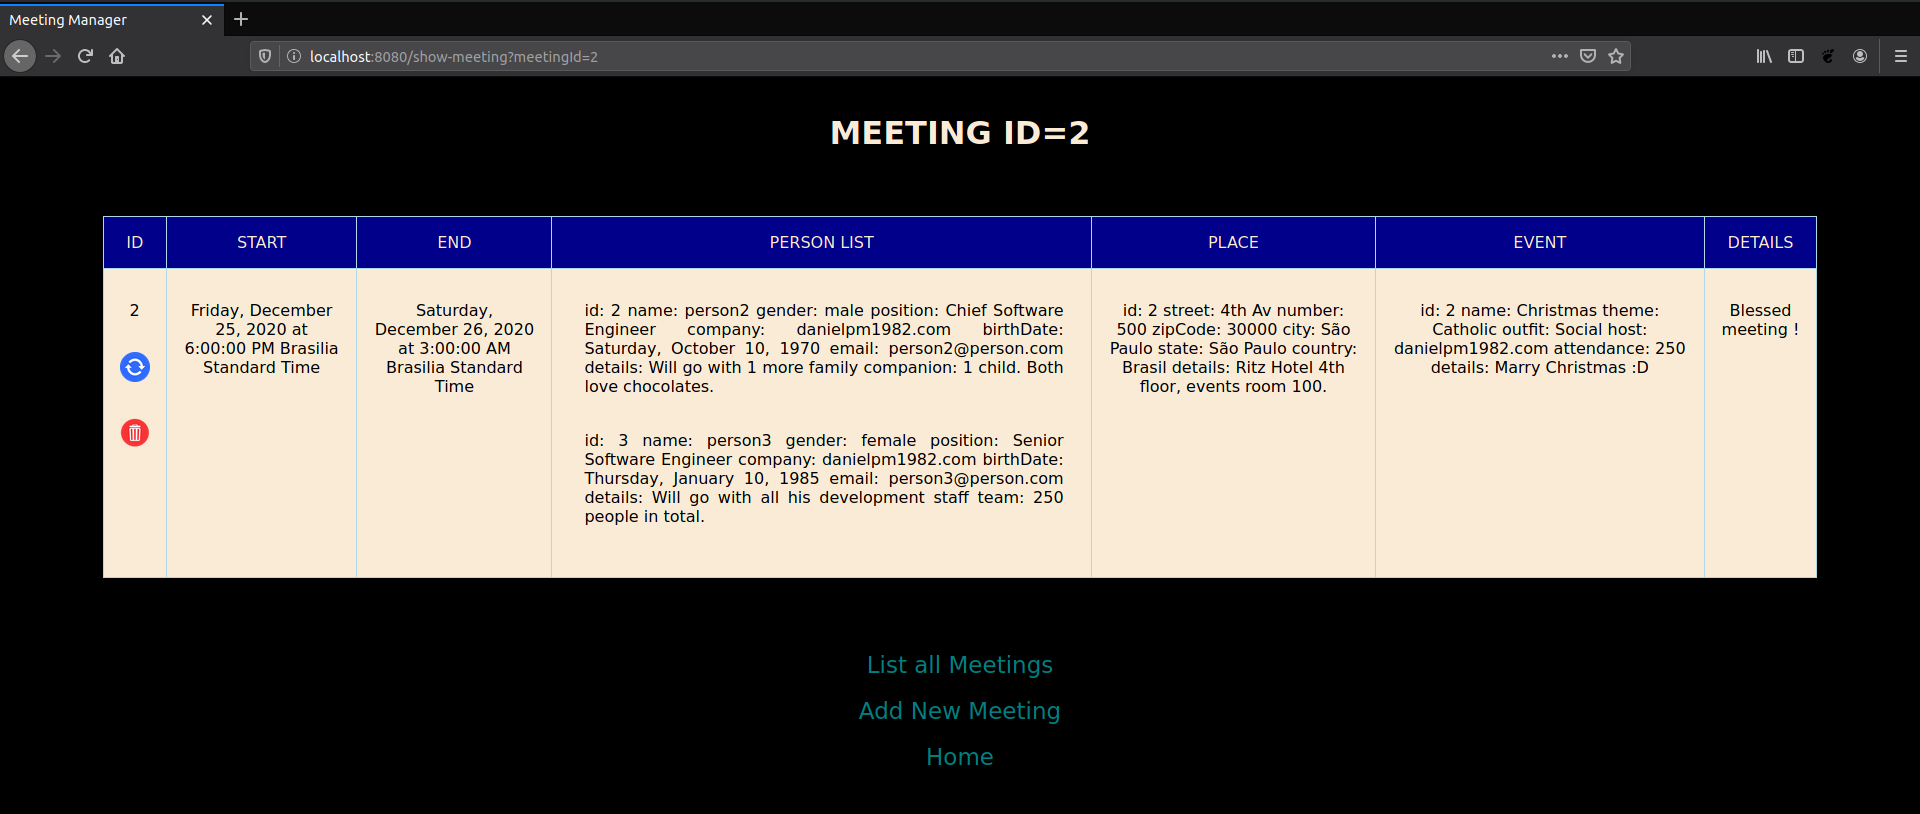 Meeting Manager
localhost:8080/show-meeting?meetingId=2
MEETING ID=2
ID START END PERSON LIST PLACE EVENT DETAILS
2
Friday, December
25, 2020 at
6:00:00 PM Brasilia
Standard Time
Saturday,
December 26, 2020
at 3:00:00 AM
Brasilia Standard
Time
id: 2 name: person2 gender: male position: Chief Software
Engineer company: danielpm1982.com birthDate:
Saturday, October 10, 1970 email: person2@person.com
details: Will go with 1 more family companion: 1 child. Both
love chocolates.
id: 3 name: person3 gender: female position: Senior
Software Engineer company: danielpm1982.com birthDate:
Thursday, January 10, 1985 email: person3@person.com
details: Will go with all his development staff team: 250
people in total.
id: 2 street: 4th Av number:
500 zipCode: 30000 city: São
Paulo state: São Paulo country:
Brasil details: Ritz Hotel 4th
floor, events room 100.
id: 2 name: Christmas theme:
Catholic outfit: Social host:
danielpm1982.com attendance: 250
details: Marry Christmas :D
Blessed
meeting !
List all Meetings
Add New Meeting
Home